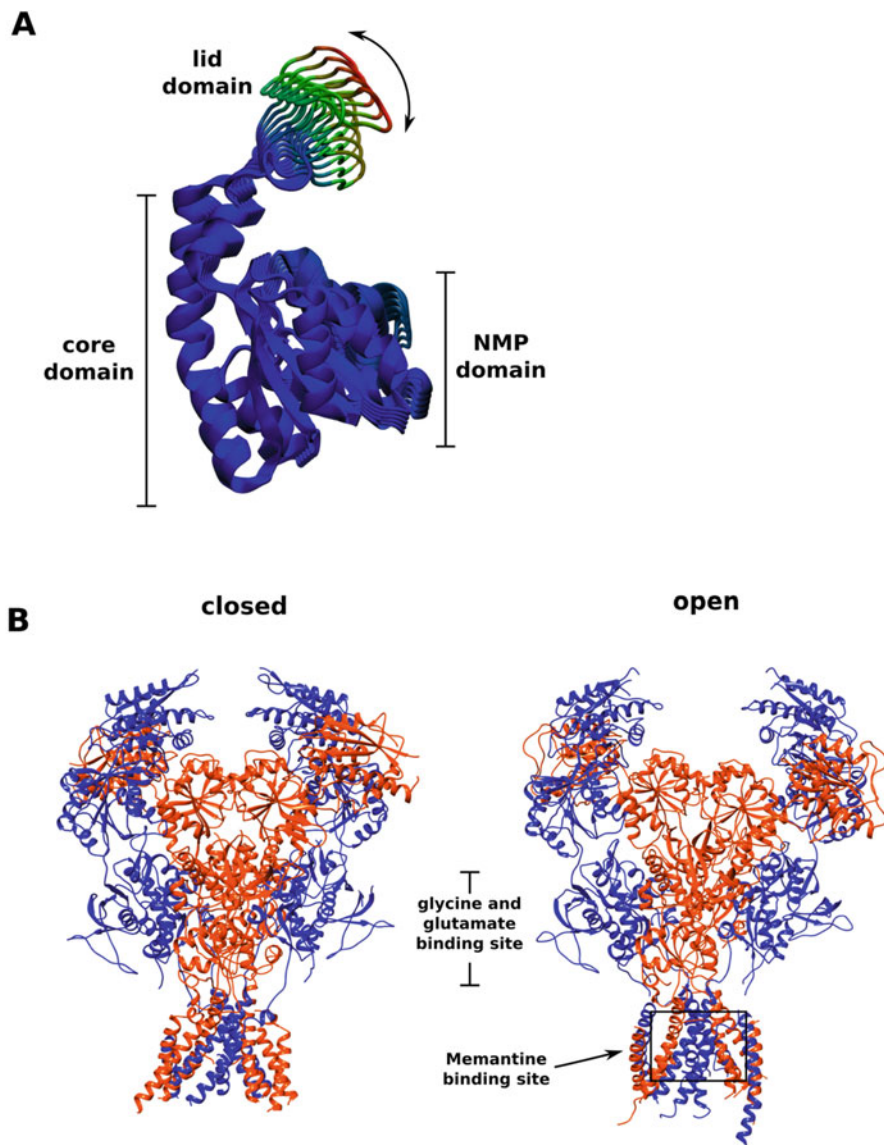 A
lid
domain
core
domain
NMP
domain
B
closed
open
glycine and
glutamate
binding site
Memantine
binding site